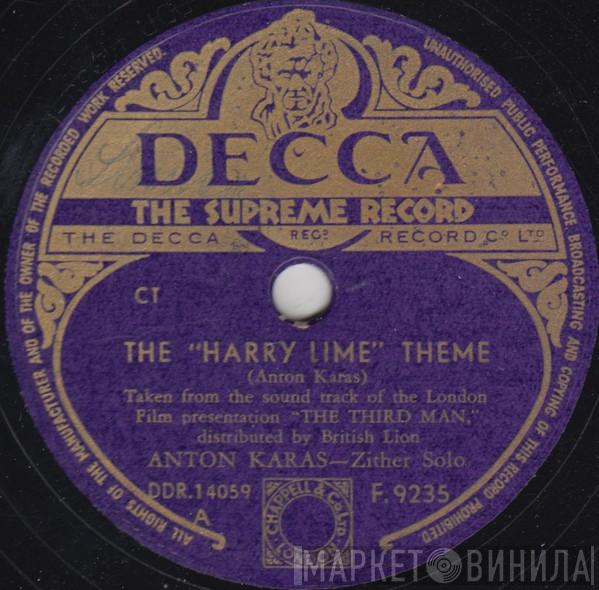 ALL RIGHTS OF THE MANUFACTURER AND OF THE OWNER OF THE RECORDED WORK RESERVED.
UNAUTHORISED PUBLIC PERFORMANCE, BROADCASTING AND COPYING OF THIS RECORD PROHIBITED
DECCA
THE SUPREME RECORD
THE DECCA REGD RECORD CO LTD
CT
THE "HARRY LIME" THEME
(Anton Karas)
Taken from the sound track of the London
Film presentation "THE THIRD MAN,"
distributed by British Lion
ANTON KARAS—Zither Solo
DDR.14059
A
CHAPPELL & CO LTD
F.9235
МАРКЕТ ВИНИЛА